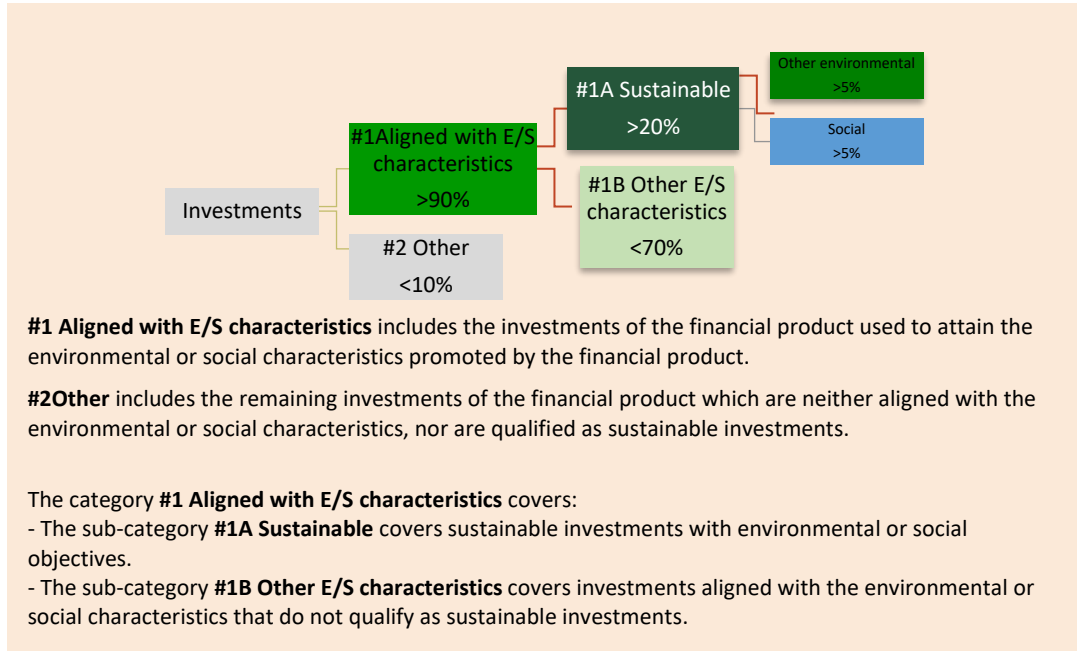 Other environmental
>5%
#1A Sustainable
>20%
Social
>5%
#1Aligned with E/S
characteristics
>90%
#1B Other E/S
characteristics
<70%
Investments
#2 Other
<10%
#1 Aligned with E/S characteristics includes the investments of the financial product used to attain the
environmental or social characteristics promoted by the financial product.
#2Other includes the remaining investments of the financial product which are neither aligned with the
environmental or social characteristics, nor are qualified as sustainable investments.
The category #1 Aligned with E/S characteristics covers:
- The sub-category #1A Sustainable covers sustainable investments with environmental or social
objectives.
- The sub-category #1B Other E/S characteristics covers investments aligned with the environmental or
social characteristics that do not qualify as sustainable investments.